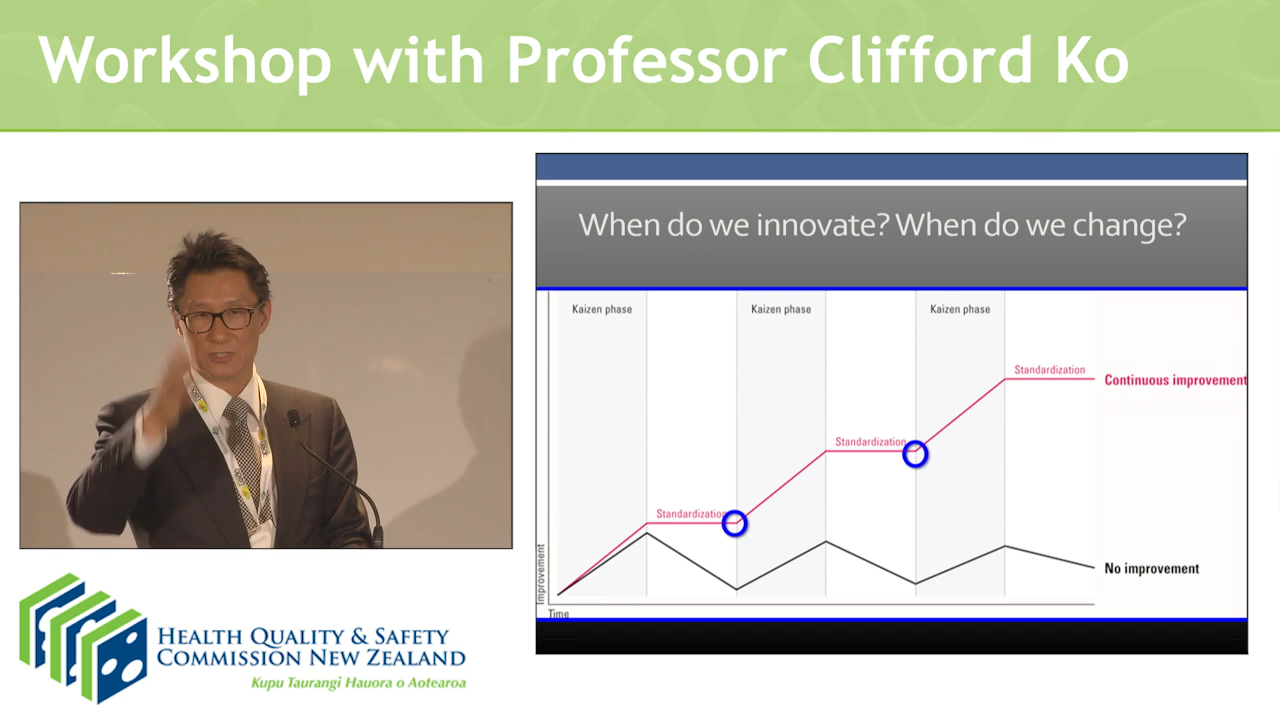 Workshop with Professor Clifford Ko
When do we innovate? When do we change?
Kaizen phase
Kaizen phase
Kaizen phase
Standardization
Continuous improvement
Standardization
Standardization
No improvement
Improvement
Time
HEALTH QUALITY & SAFETY
COMMISSION NEW ZEALAND
Kupu Taurangi Hauora o Aotearoa